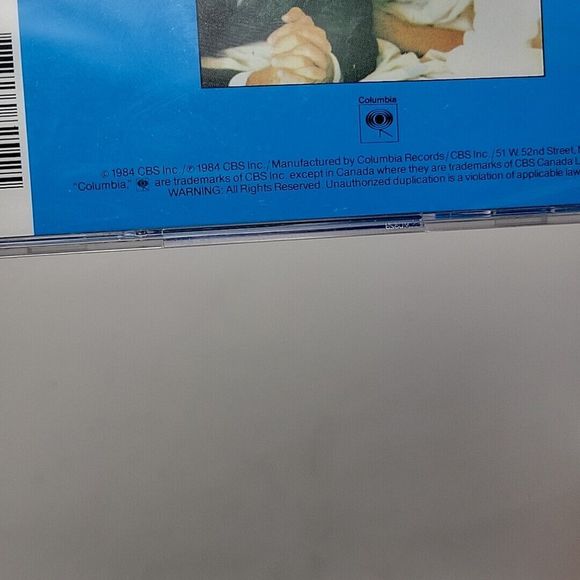 Columbia
© 1984 CBS Inc./℗ 1984 CBS Inc./Manufactured by Columbia Records/CBS Inc./51 W. 52nd Street,
"Columbia," are trademarks of CBS Inc. except in Canada where they are trademarks of CBS Canada
WARNING: All Rights Reserved. Unauthorized duplication is a violation of applicable